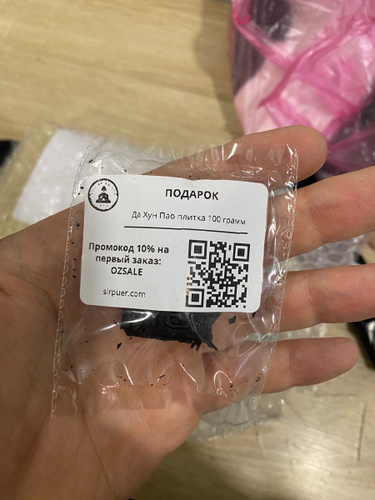 ПОДАРОК
Да Хун Пао плитка 100 грамм
Промокод 10% на
первый заказ:
OZSALE
sirpuer.com